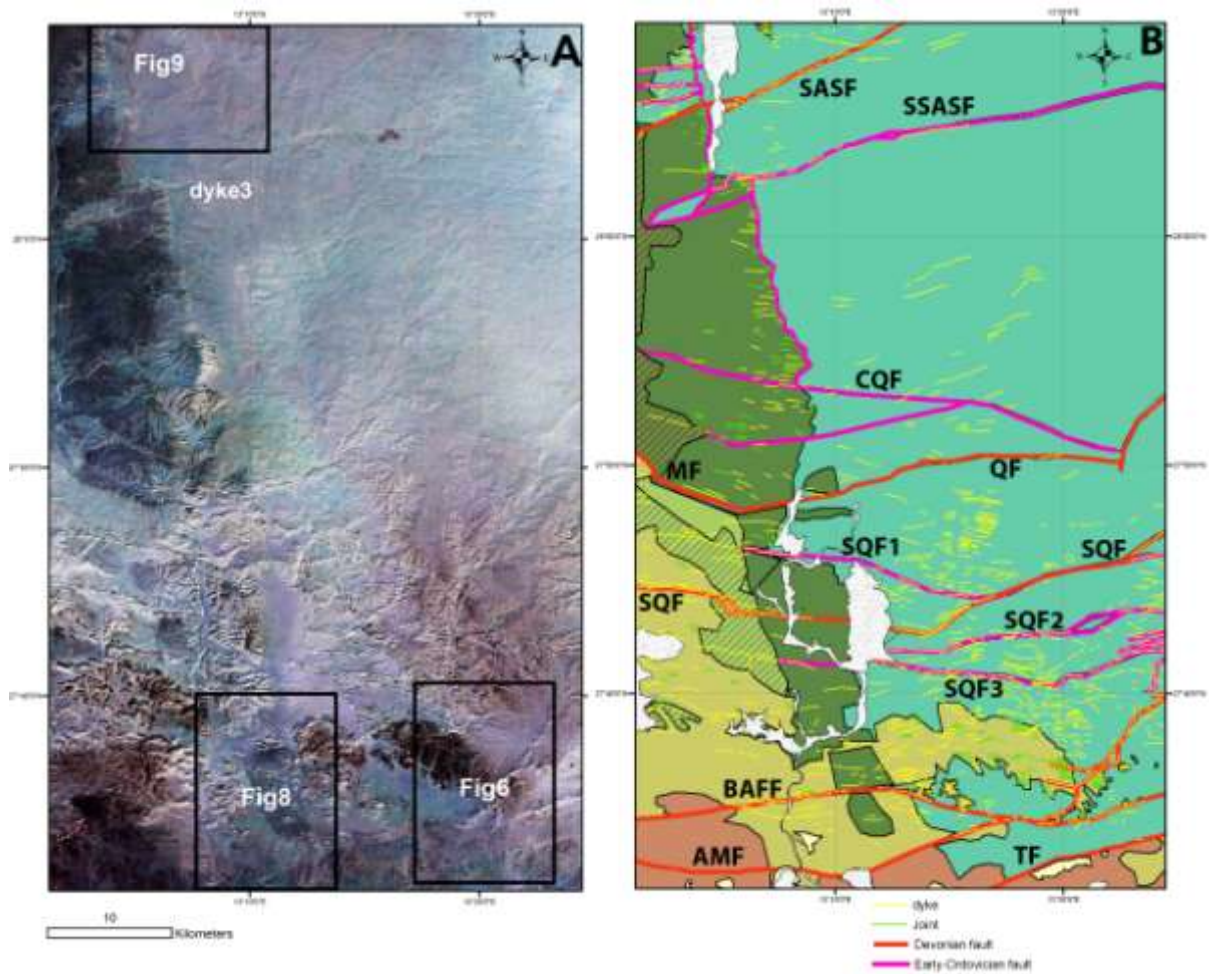 A
Fig9
dyke3
Fig8
Fig6
10
Kilometers
B
SASF
SSASF
CQF
MF
QF
SQF1
SQF
SQF
SQF2
SQF3
BAFF
AMF
TF
dyke
Joint
Devonian fault
Early-Ordovician fault